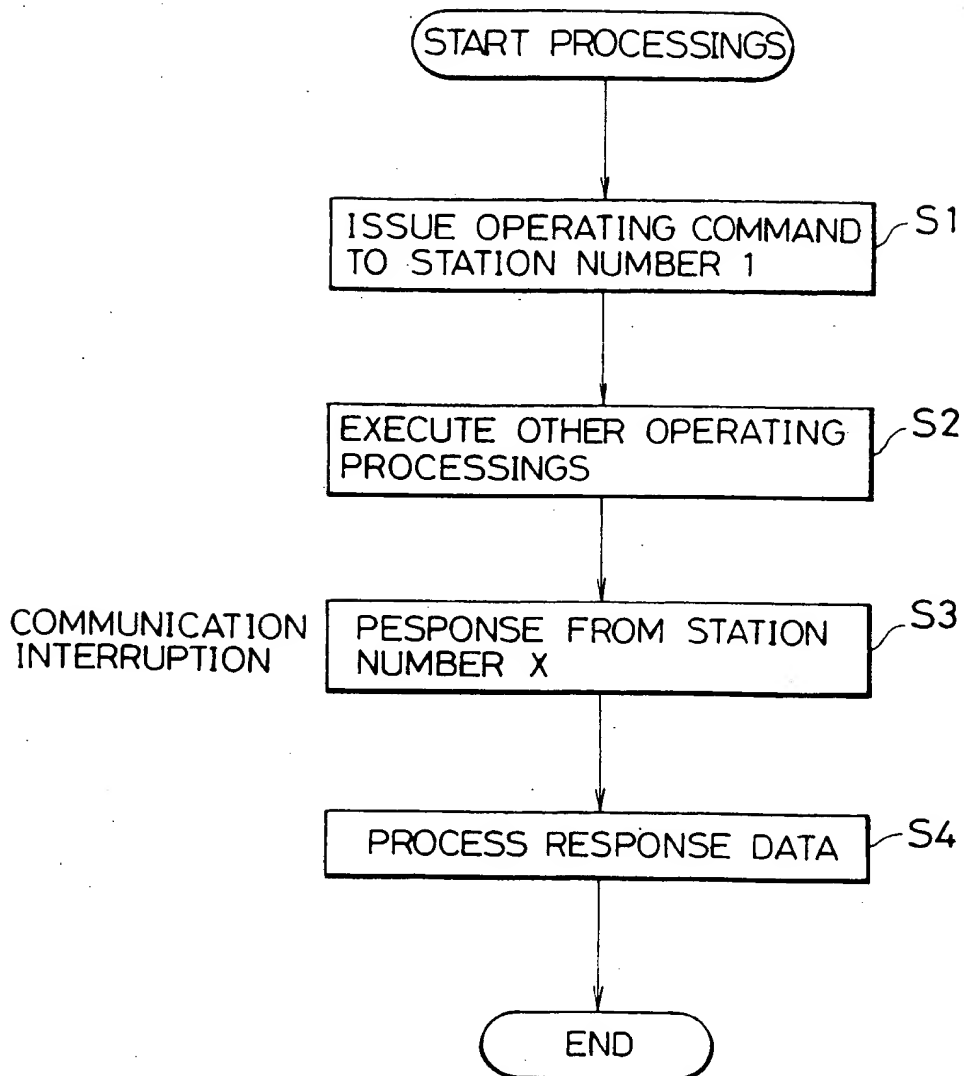 START PROCESSINGS
ISSUE OPERATING COMMAND
TO STATION NUMBER 1
S1
EXECUTE OTHER OPERATING
PROCESSINGS
S2
COMMUNICATION
INTERRUPTION
PESPONSE FROM STATION
NUMBER X
S3
PROCESS RESPONSE DATA
S4
END